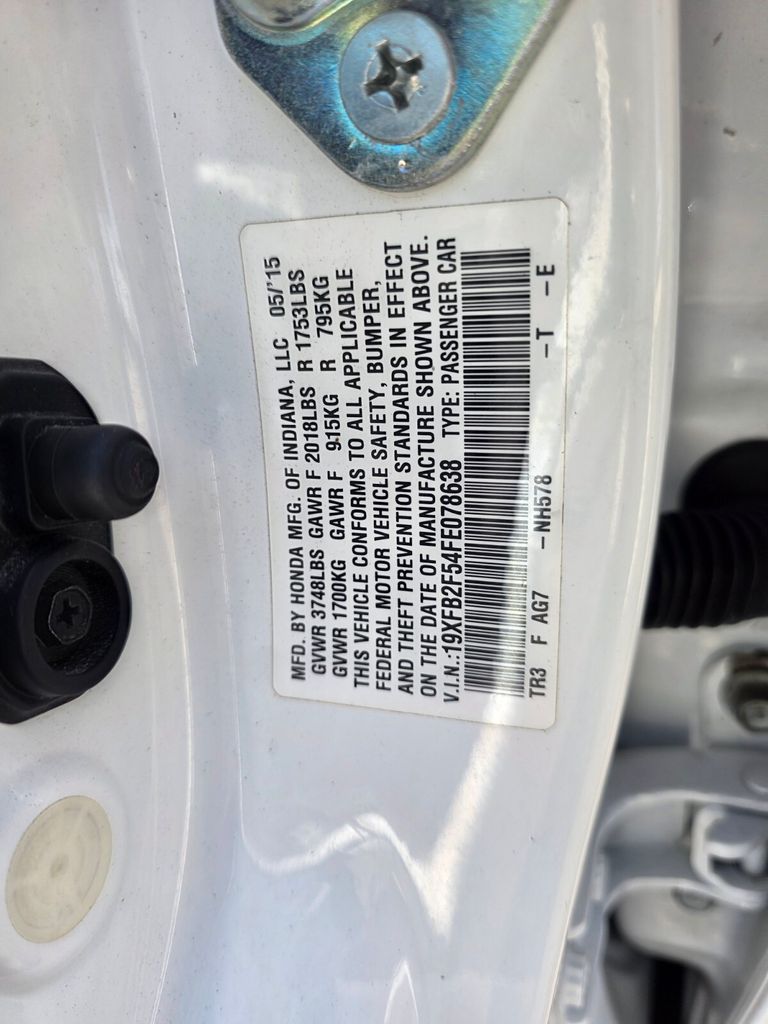 MFD. BY HONDA MFG. OF INDIANA, LLC 05/'15
GVWR 3748LBS GAWR F 2018LBS R 1753LBS
GVWR 1700KG GAWR F 915KG R 795KG
THIS VEHICLE CONFORMS TO ALL APPLICABLE
FEDERAL MOTOR VEHICLE SAFETY, BUMPER,
AND THEFT PREVENTION STANDARDS IN EFFECT
ON THE DATE OF MANUFACTURE SHOWN ABOVE.
V.I.N.:19XFB2F54FE078638 TYPE: PASSENGER CAR
TR3 F AG7 -NH578 -T -E